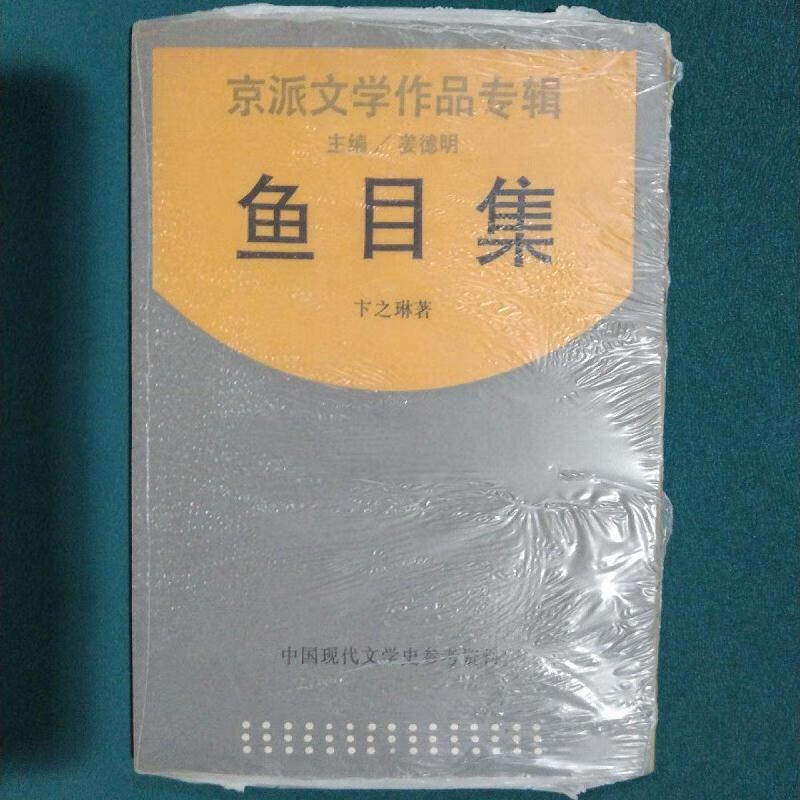 京派文学作品专辑
主编／姜德明
鱼目集
卞之琳著
中国现代文学史参考资料